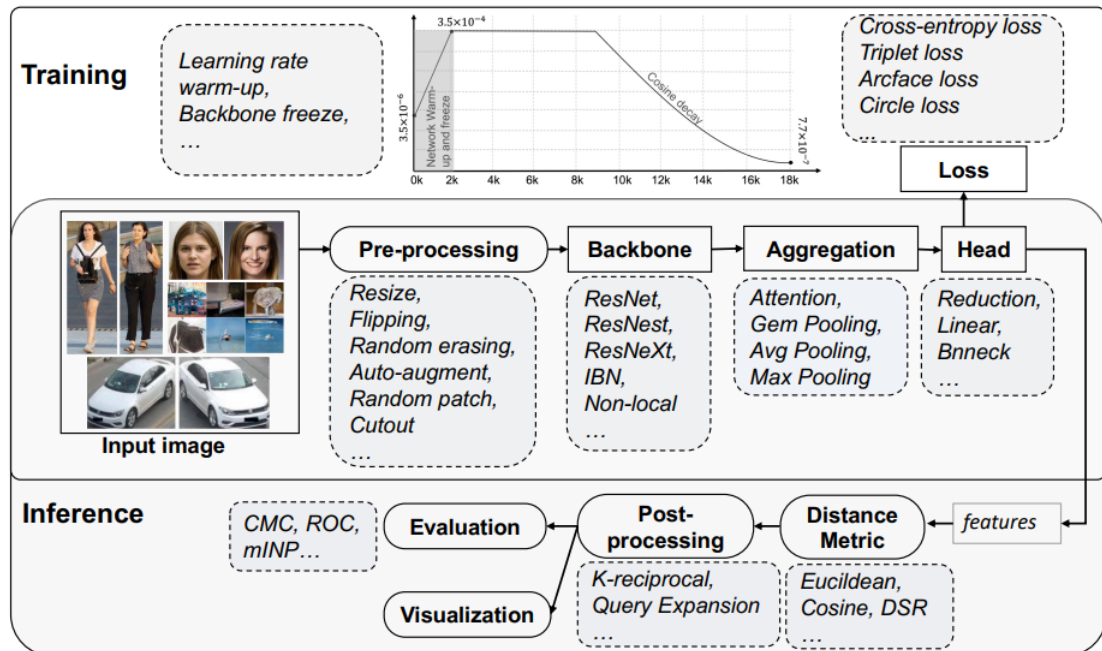 Training
Learning rate
warm-up,
Backbone freeze,
…
3.5×10⁻⁴
3.5×10⁻⁶
Network Warm-
up and freeze
Cosine decay
7.7×10⁻⁷
0k 2k 4k 6k 8k 10k 12k 14k 16k 18k
Cross-entropy loss
Triplet loss
Arcface loss
Circle loss
...
Loss
Input image
Pre-processing
Resize,
Flipping,
Random erasing,
Auto-augment,
Random patch,
Cutout
…
Backbone
ResNet,
ResNest,
ResNeXt,
IBN,
Non-local
…
Aggregation
Attention,
Gem Pooling,
Avg Pooling,
Max Pooling
Head
Reduction,
Linear,
Bnneck
…
Inference
CMC, ROC,
mINP…
Evaluation
Visualization
Post-
processing
K-reciprocal,
Query Expansion
…
Distance
Metric
Eucildean,
Cosine, DSR
…
features